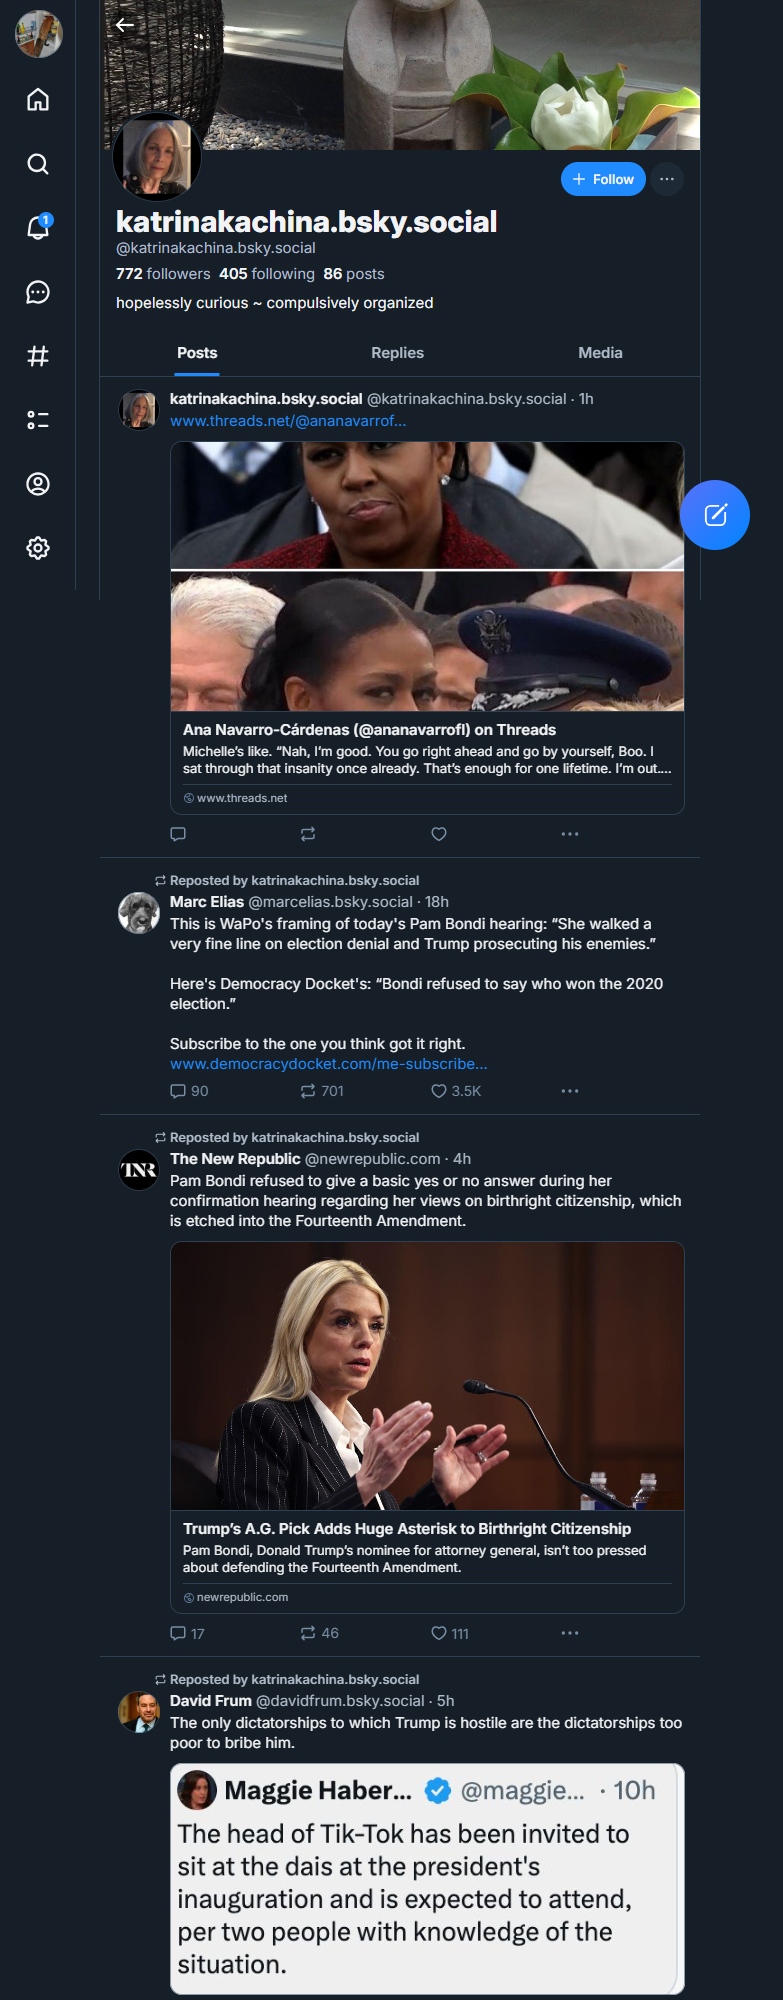 1
+ Follow
katrinakachina.bsky.social
@katrinakachina.bsky.social
772 followers 405 following 86 posts
hopelessly curious ~ compulsively organized
Posts Replies Media
katrinakachina.bsky.social @katrinakachina.bsky.social · 1h
www.threads.net/@ananavarrof...
Ana Navarro-Cárdenas (@ananavarrofl) on Threads
Michelle's like. “Nah, I'm good. You go right ahead and go by yourself, Boo. I
sat through that insanity once already. That's enough for one lifetime. I'm out....
www.threads.net
Reposted by katrinakachina.bsky.social
Marc Elias @marcelias.bsky.social · 18h
This is WaPo's framing of today's Pam Bondi hearing: “She walked a
very fine line on election denial and Trump prosecuting his enemies.”
Here's Democracy Docket's: “Bondi refused to say who won the 2020
election.”
Subscribe to the one you think got it right.
www.democracydocket.com/me-subscribe...
90 701 3.5K
Reposted by katrinakachina.bsky.social
TNR
The New Republic @newrepublic.com · 4h
Pam Bondi refused to give a basic yes or no answer during her
confirmation hearing regarding her views on birthright citizenship, which
is etched into the Fourteenth Amendment.
Trump's A.G. Pick Adds Huge Asterisk to Birthright Citizenship
Pam Bondi, Donald Trump's nominee for attorney general, isn't too pressed
about defending the Fourteenth Amendment.
newrepublic.com
17 46 111
Reposted by katrinakachina.bsky.social
David Frum @davidfrum.bsky.social · 5h
The only dictatorships to which Trump is hostile are the dictatorships too
poor to bribe him.
Maggie Haber... @maggie... · 10h
The head of Tik-Tok has been invited to
sit at the dais at the president's
inauguration and is expected to attend,
per two people with knowledge of the
situation.